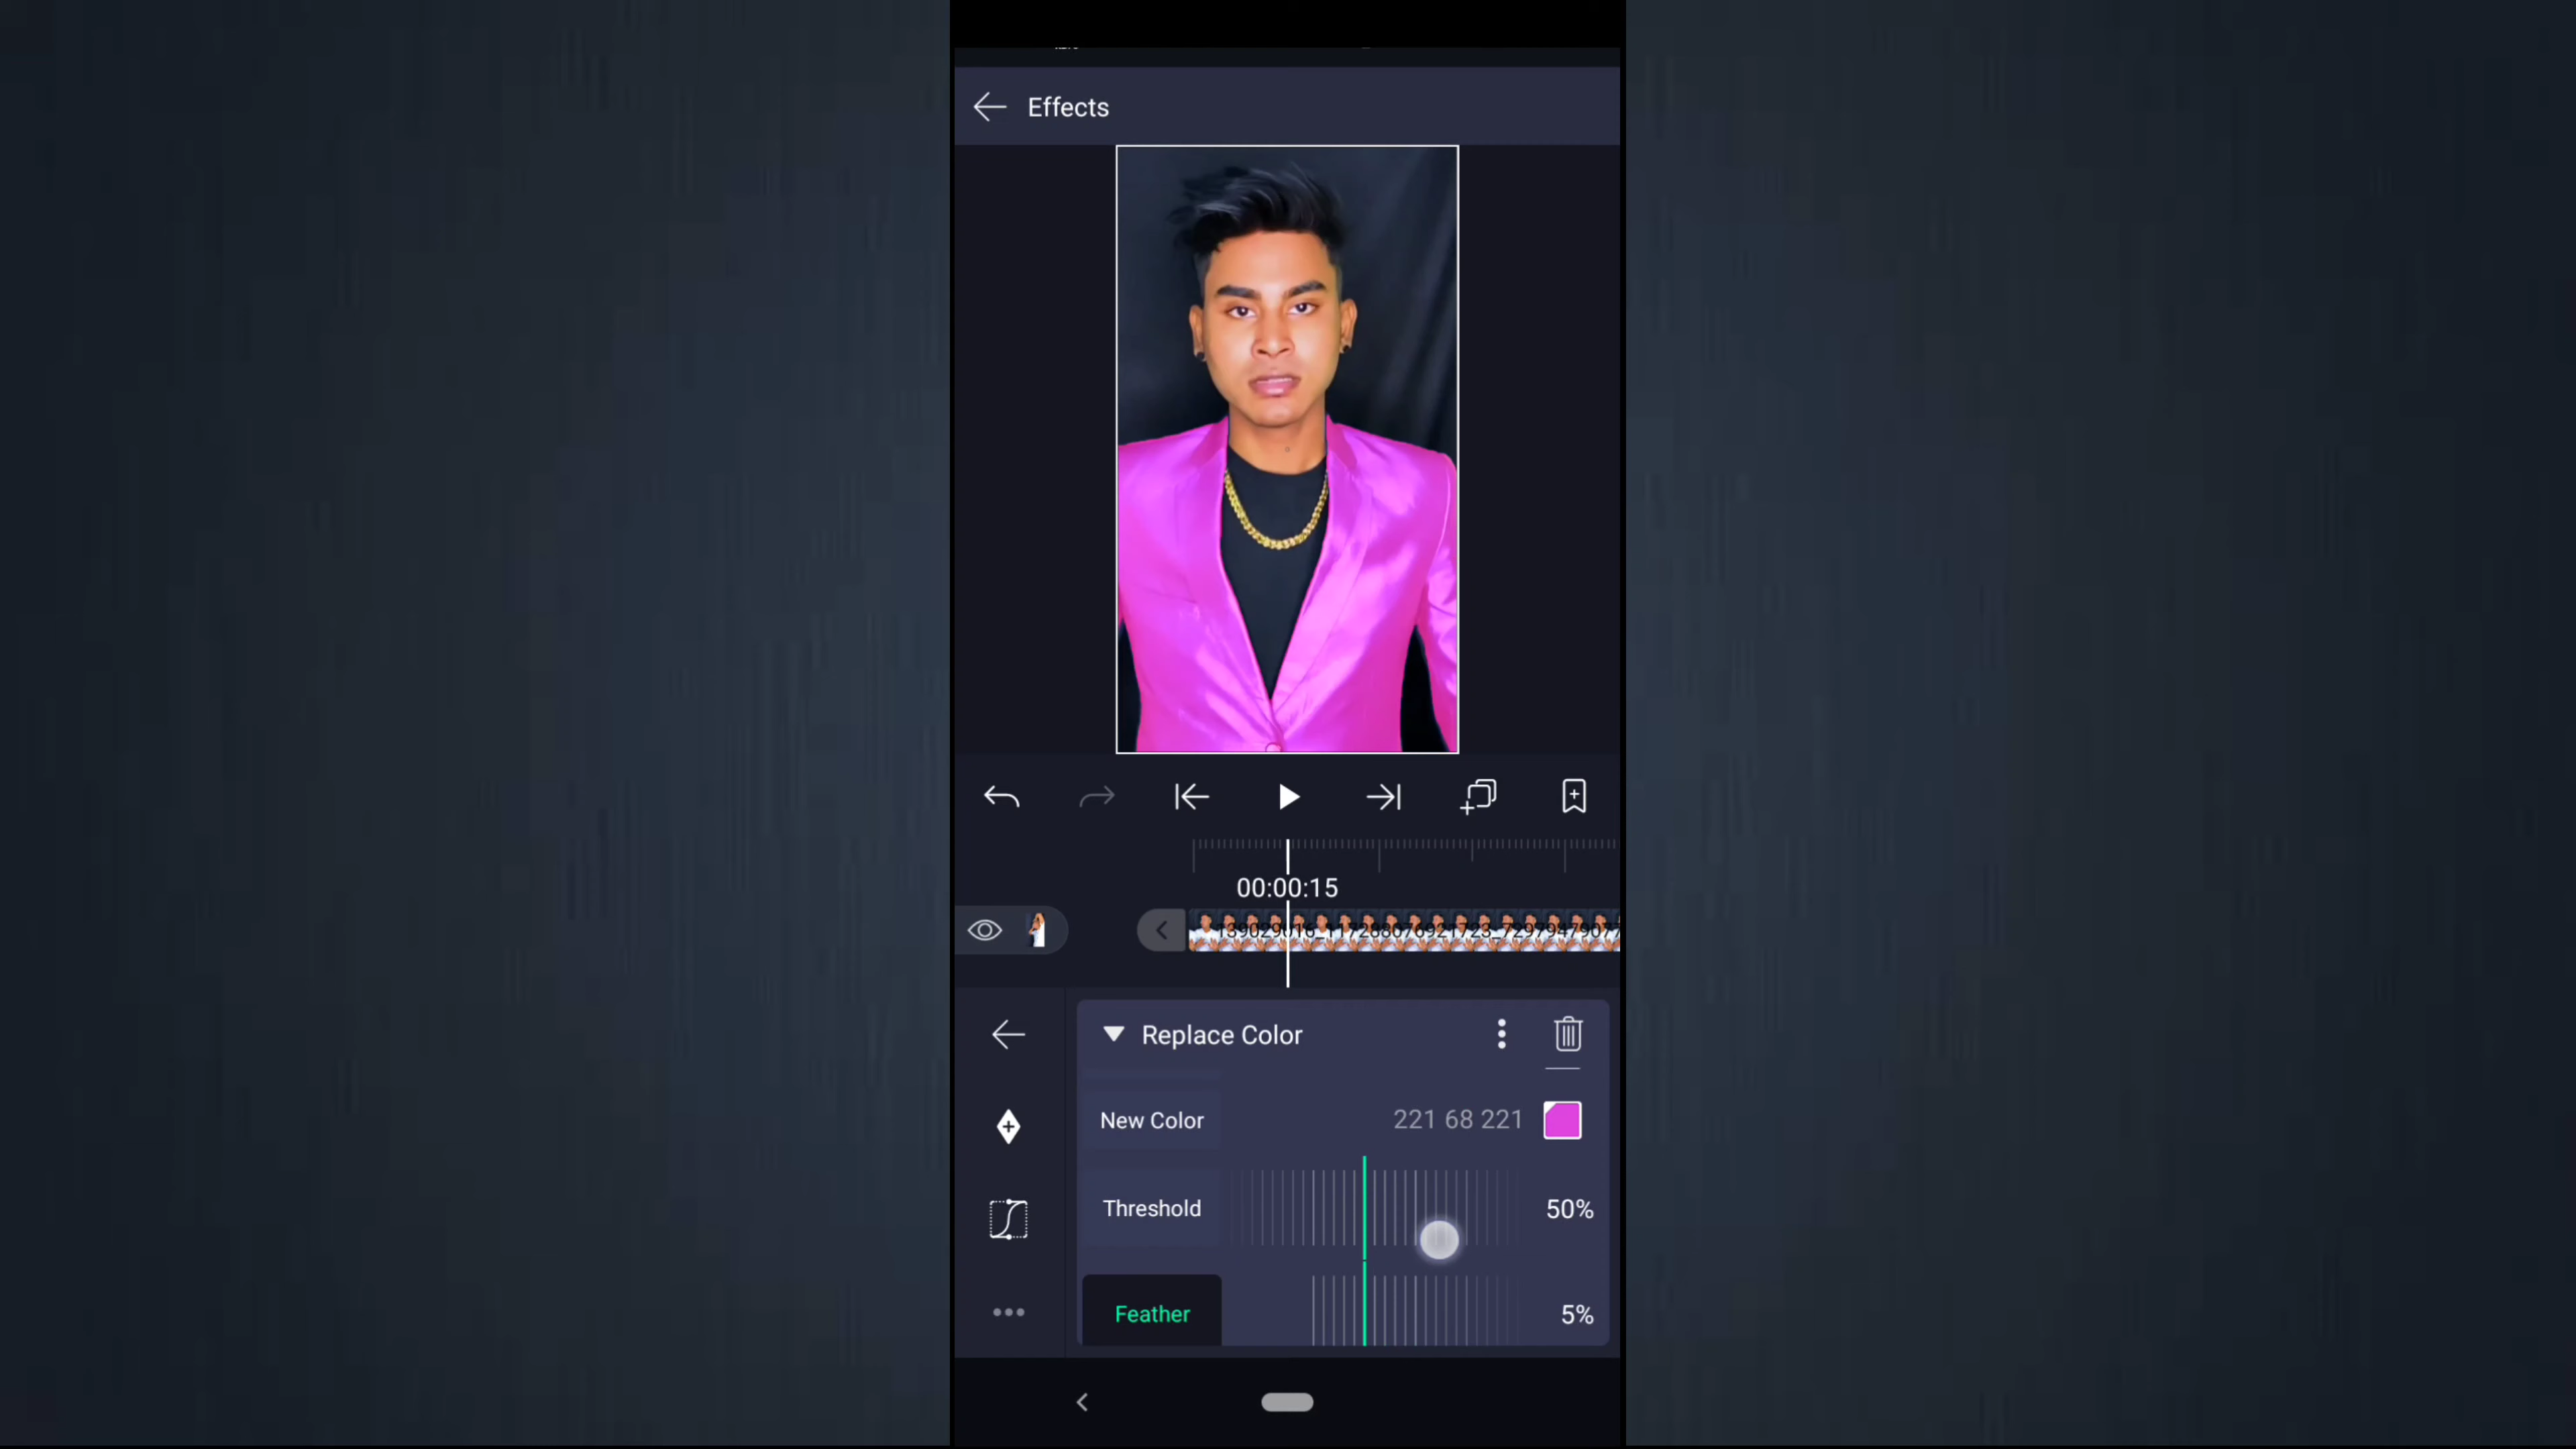 Effects
00:00:15
Replace Color
New Color 221 68 221
Threshold 50%
Feather 5%